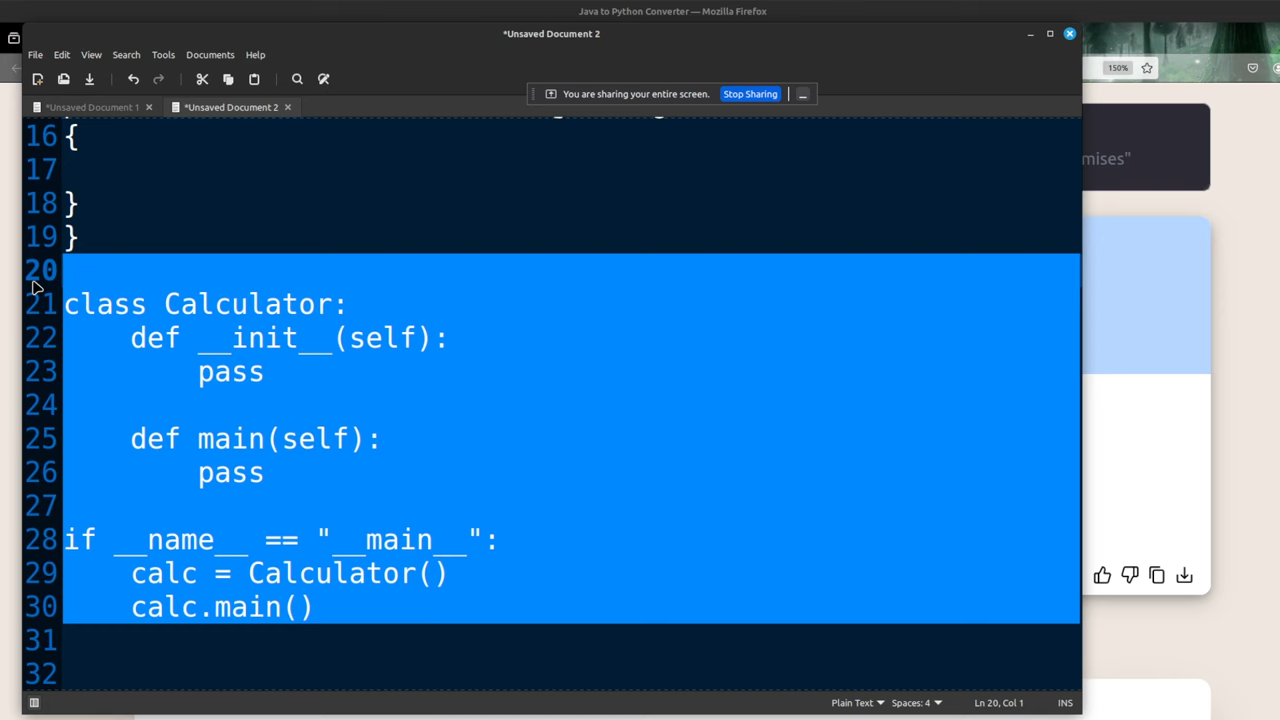 Java to Python Converter — Mozilla Firefox
*Unsaved Document 2
File Edit View Search Tools Documents Help
150%
You are sharing your entire screen. Stop Sharing
*Unsaved Document 1
*Unsaved Document 2
mises"
16 {
17
18 }
19 }
20
21 class Calculator:
22     def __init__(self):
23         pass
24
25     def main(self):
26         pass
27
28 if __name__ == "__main__":
29     calc = Calculator()
30     calc.main()
31
32
Plain Text Spaces: 4 Ln 20, Col 1 INS